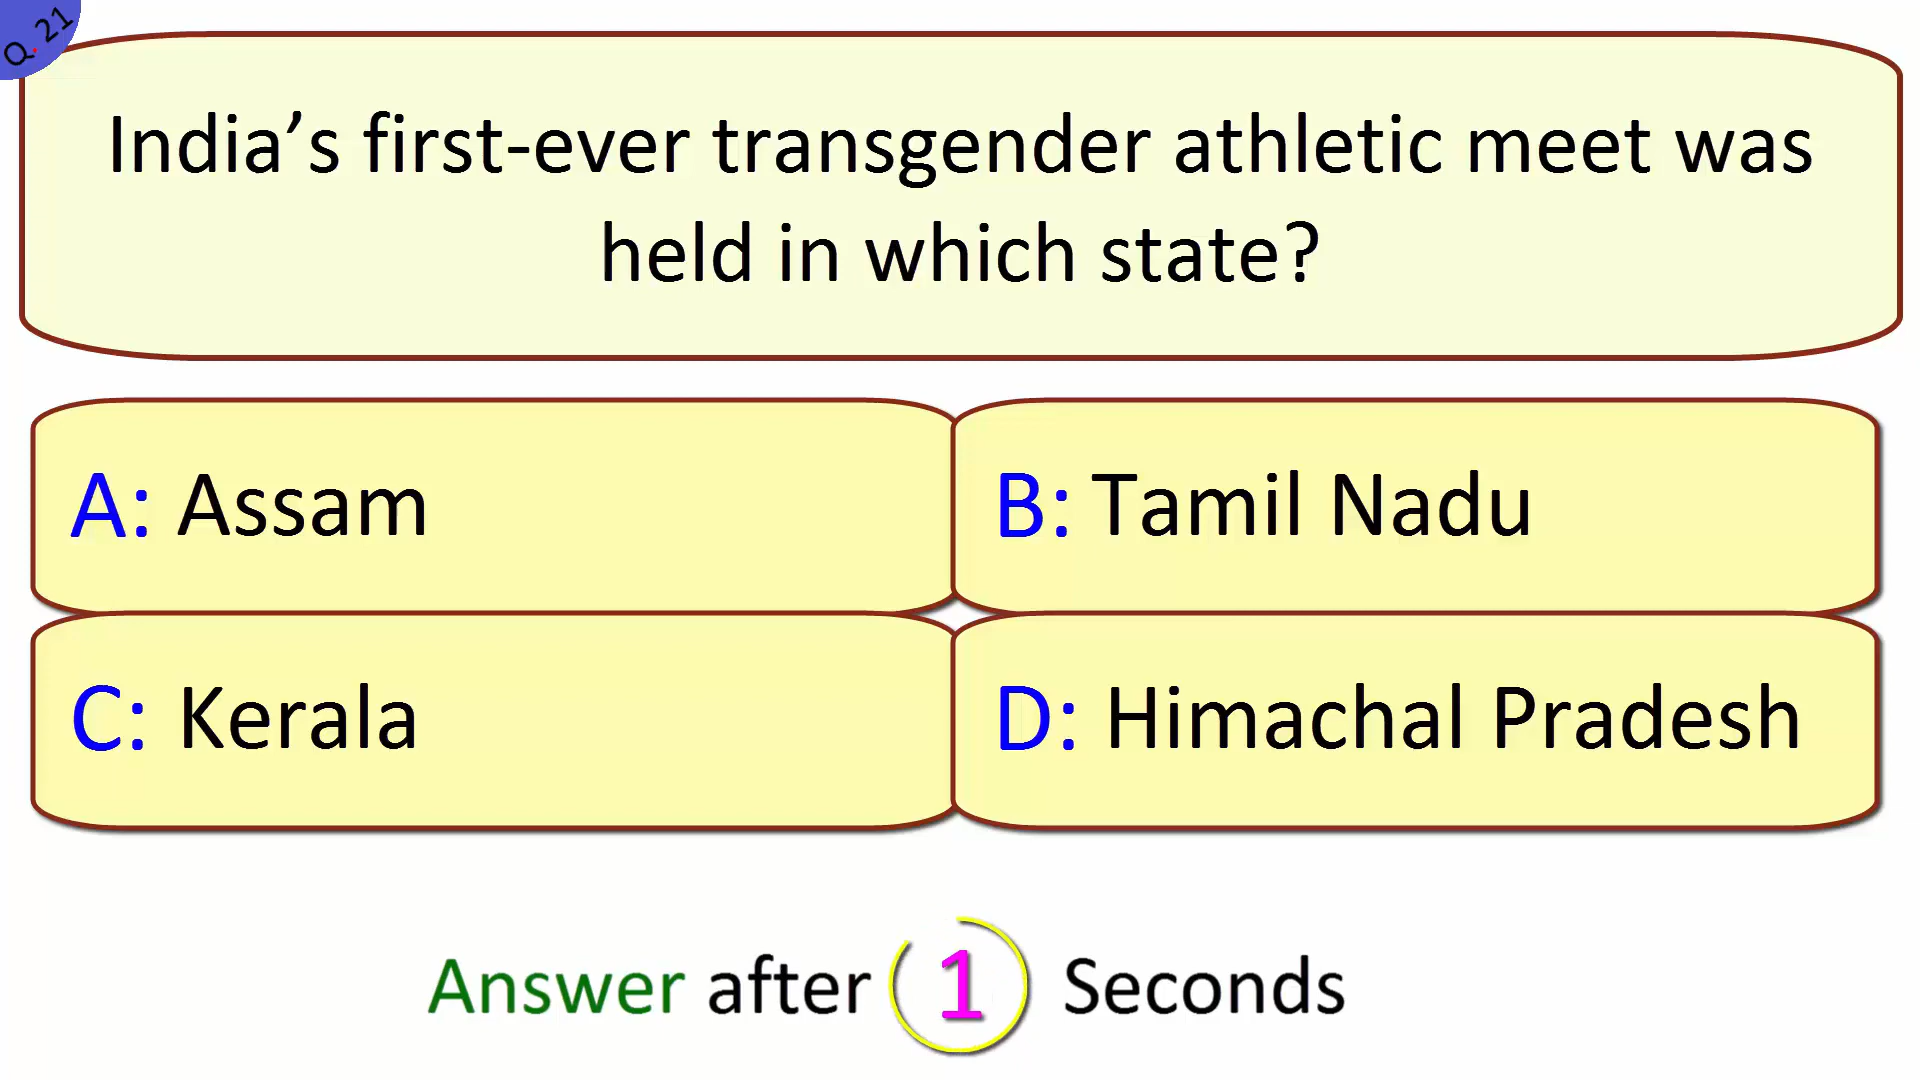 Q. 21
India’s first-ever transgender athletic meet was
held in which state?
A: Assam
B: Tamil Nadu
C: Kerala
D: Himachal Pradesh
Answer after 1 Seconds